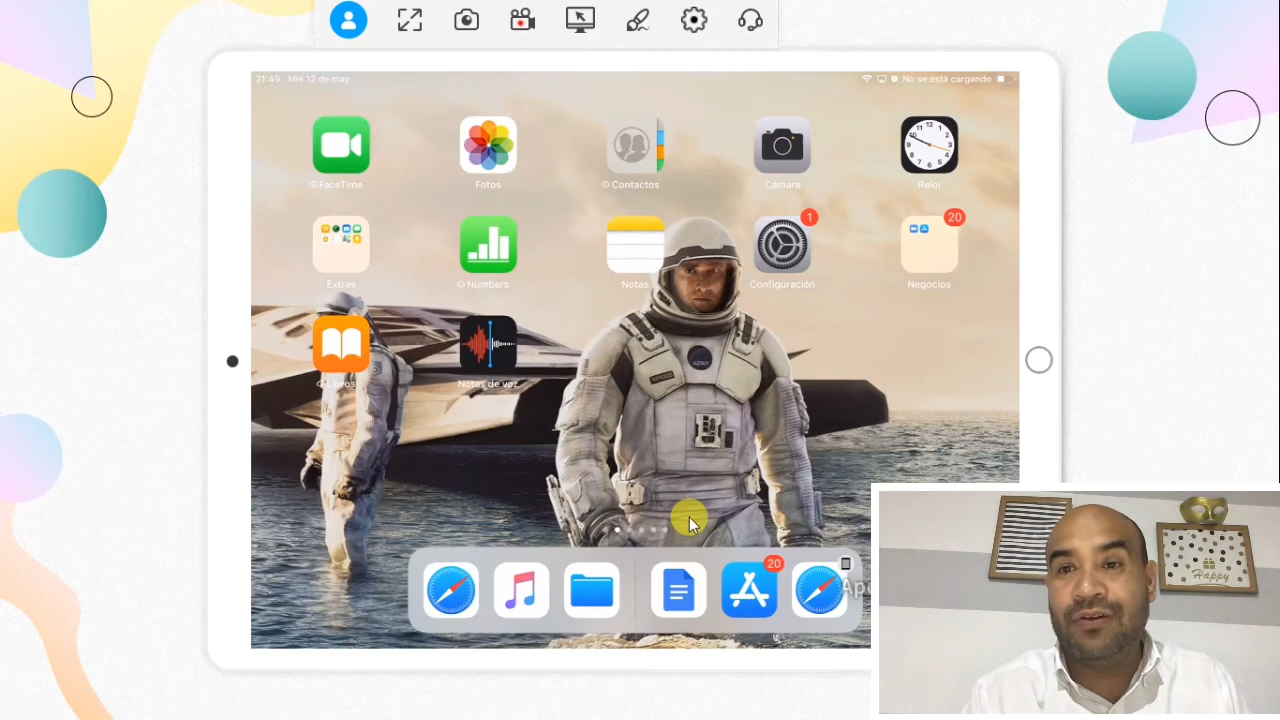 21:49 Mié 12 de may
No se está cargando
FaceTime
Fotos
Contactos
Cámara
Reloj
20
1
Extras
Numbers
Notas
Configuración
Negocios
Libros
Notas de voz
20
Happy